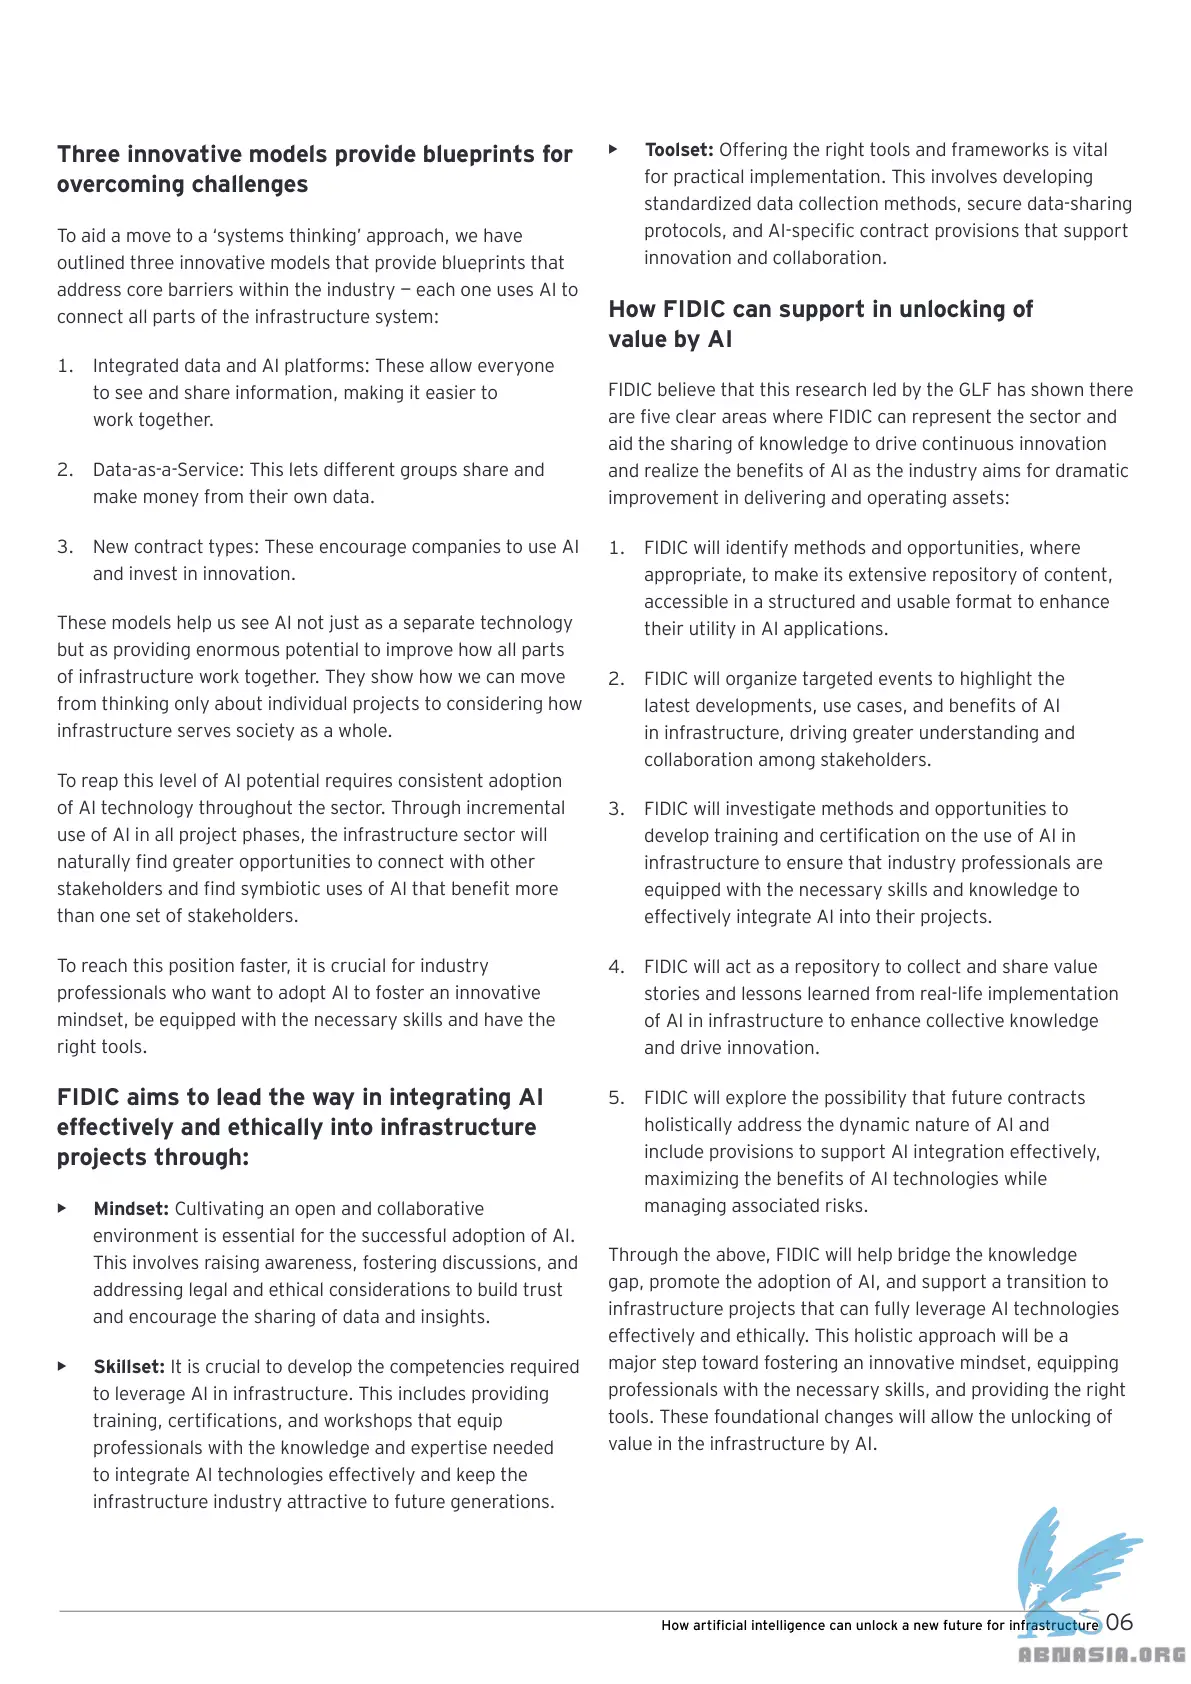 Three innovative models provide blueprints for
overcoming challenges
To aid a move to a ‘systems thinking’ approach, we have
outlined three innovative models that provide blueprints that
address core barriers within the industry — each one uses AI to
connect all parts of the infrastructure system:
1. Integrated data and AI platforms: These allow everyone
to see and share information, making it easier to
work together.
2. Data-as-a-Service: This lets different groups share and
make money from their own data.
3. New contract types: These encourage companies to use AI
and invest in innovation.
These models help us see AI not just as a separate technology
but as providing enormous potential to improve how all parts
of infrastructure work together. They show how we can move
from thinking only about individual projects to considering how
infrastructure serves society as a whole.
To reap this level of AI potential requires consistent adoption
of AI technology throughout the sector. Through incremental
use of AI in all project phases, the infrastructure sector will
naturally find greater opportunities to connect with other
stakeholders and find symbiotic uses of AI that benefit more
than one set of stakeholders.
To reach this position faster, it is crucial for industry
professionals who want to adopt AI to foster an innovative
mindset, be equipped with the necessary skills and have the
right tools.
FIDIC aims to lead the way in integrating AI
effectively and ethically into infrastructure
projects through:
▶ Mindset: Cultivating an open and collaborative
environment is essential for the successful adoption of AI.
This involves raising awareness, fostering discussions, and
addressing legal and ethical considerations to build trust
and encourage the sharing of data and insights.
▶ Skillset: It is crucial to develop the competencies required
to leverage AI in infrastructure. This includes providing
training, certifications, and workshops that equip
professionals with the knowledge and expertise needed
to integrate AI technologies effectively and keep the
infrastructure industry attractive to future generations.
▶ Toolset: Offering the right tools and frameworks is vital
for practical implementation. This involves developing
standardized data collection methods, secure data-sharing
protocols, and AI-specific contract provisions that support
innovation and collaboration.
How FIDIC can support in unlocking of
value by AI
FIDIC believe that this research led by the GLF has shown there
are five clear areas where FIDIC can represent the sector and
aid the sharing of knowledge to drive continuous innovation
and realize the benefits of AI as the industry aims for dramatic
improvement in delivering and operating assets:
1. FIDIC will identify methods and opportunities, where
appropriate, to make its extensive repository of content,
accessible in a structured and usable format to enhance
their utility in AI applications.
2. FIDIC will organize targeted events to highlight the
latest developments, use cases, and benefits of AI
in infrastructure, driving greater understanding and
collaboration among stakeholders.
3. FIDIC will investigate methods and opportunities to
develop training and certification on the use of AI in
infrastructure to ensure that industry professionals are
equipped with the necessary skills and knowledge to
effectively integrate AI into their projects.
4. FIDIC will act as a repository to collect and share value
stories and lessons learned from real-life implementation
of AI in infrastructure to enhance collective knowledge
and drive innovation.
5. FIDIC will explore the possibility that future contracts
holistically address the dynamic nature of AI and
include provisions to support AI integration effectively,
maximizing the benefits of AI technologies while
managing associated risks.
Through the above, FIDIC will help bridge the knowledge
gap, promote the adoption of AI, and support a transition to
infrastructure projects that can fully leverage AI technologies
effectively and ethically. This holistic approach will be a
major step toward fostering an innovative mindset, equipping
professionals with the necessary skills, and providing the right
tools. These foundational changes will allow the unlocking of
value in the infrastructure by AI.
How artificial intelligence can unlock a new future for infrastructure 06
ABNASIA.ORG